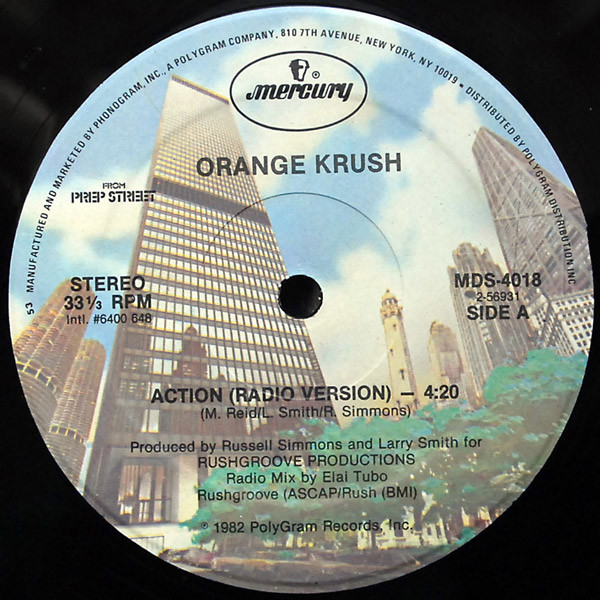 53 MANUFACTURED AND MARKETED BY PHONOGRAM, INC., A POLYGRAM COMPANY, 810 7TH AVENUE, NEW YORK, NY 10019 • DISTRIBUTED BY POLYGRAM DISTRIBUTION, INC
mercury ®
ORANGE KRUSH
FROM
PREP STREET
STEREO
33⅓ RPM
Intl. #6400 648
MDS-4018
2-56931
SIDE A
ACTION (RADIO VERSION) — 4:20
(M. Reid/L. Smith/R. Simmons)
Produced by Russell Simmons and Larry Smith for
RUSHGROOVE PRODUCTIONS
Radio Mix by Elai Tubo
Rushgroove (ASCAP/Rush (BMI)
℗ 1982 PolyGram Records, Inc.